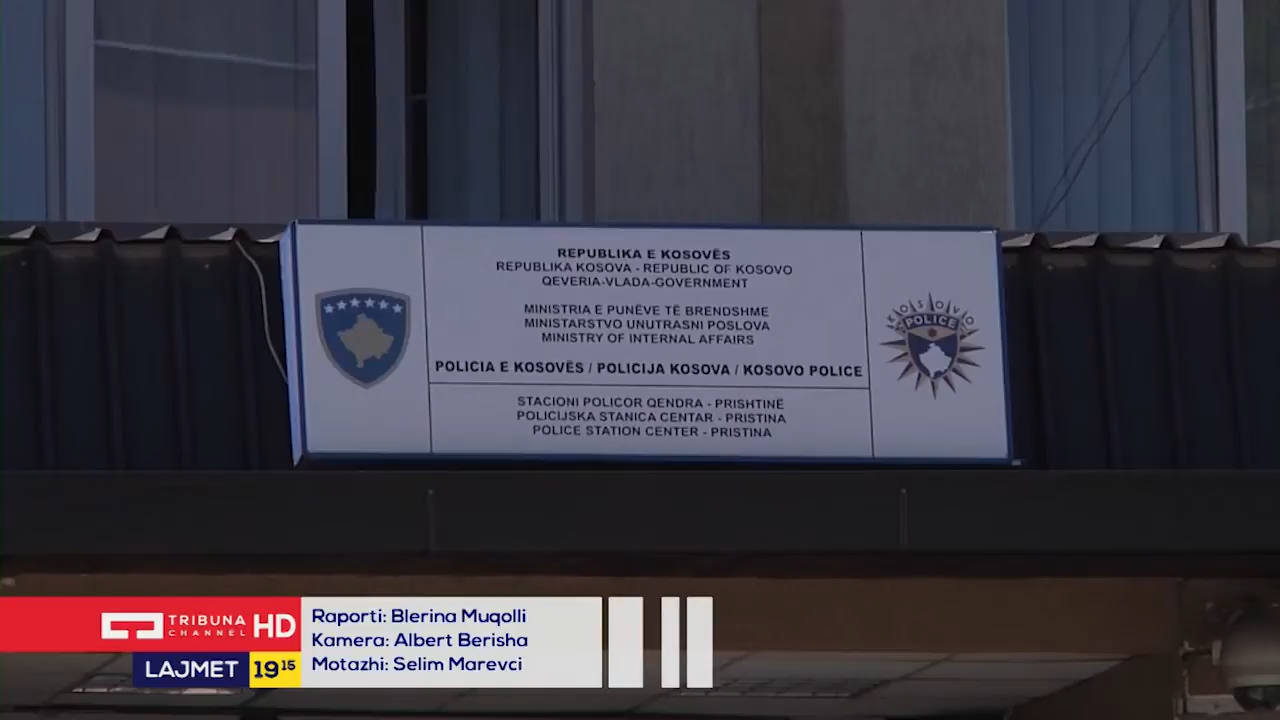 REPUBLIKA E KOSOVËS
REPUBLIKA KOSOVA - REPUBLIC OF KOSOVO
QEVERIA-VLADA-GOVERNMENT
MINISTRIA E PUNËVE TË BRENDSHME
MINISTARSTVO UNUTRASNI POSLOVA
MINISTRY OF INTERNAL AFFAIRS
POLICIA E KOSOVËS / POLICIJA KOSOVA / KOSOVO POLICE
STACIONI POLICOR QENDRA - PRISHTINË
POLICIJSKA STANICA CENTAR - PRISTINA
POLICE STATION CENTER - PRISTINA
KOSOVO
POLICE
TRIBUNA
CHANNEL
HD
LAJMET 19 15
Raporti: Blerina Muqolli
Kamera: Albert Berisha
Motazhi: Selim Marevci